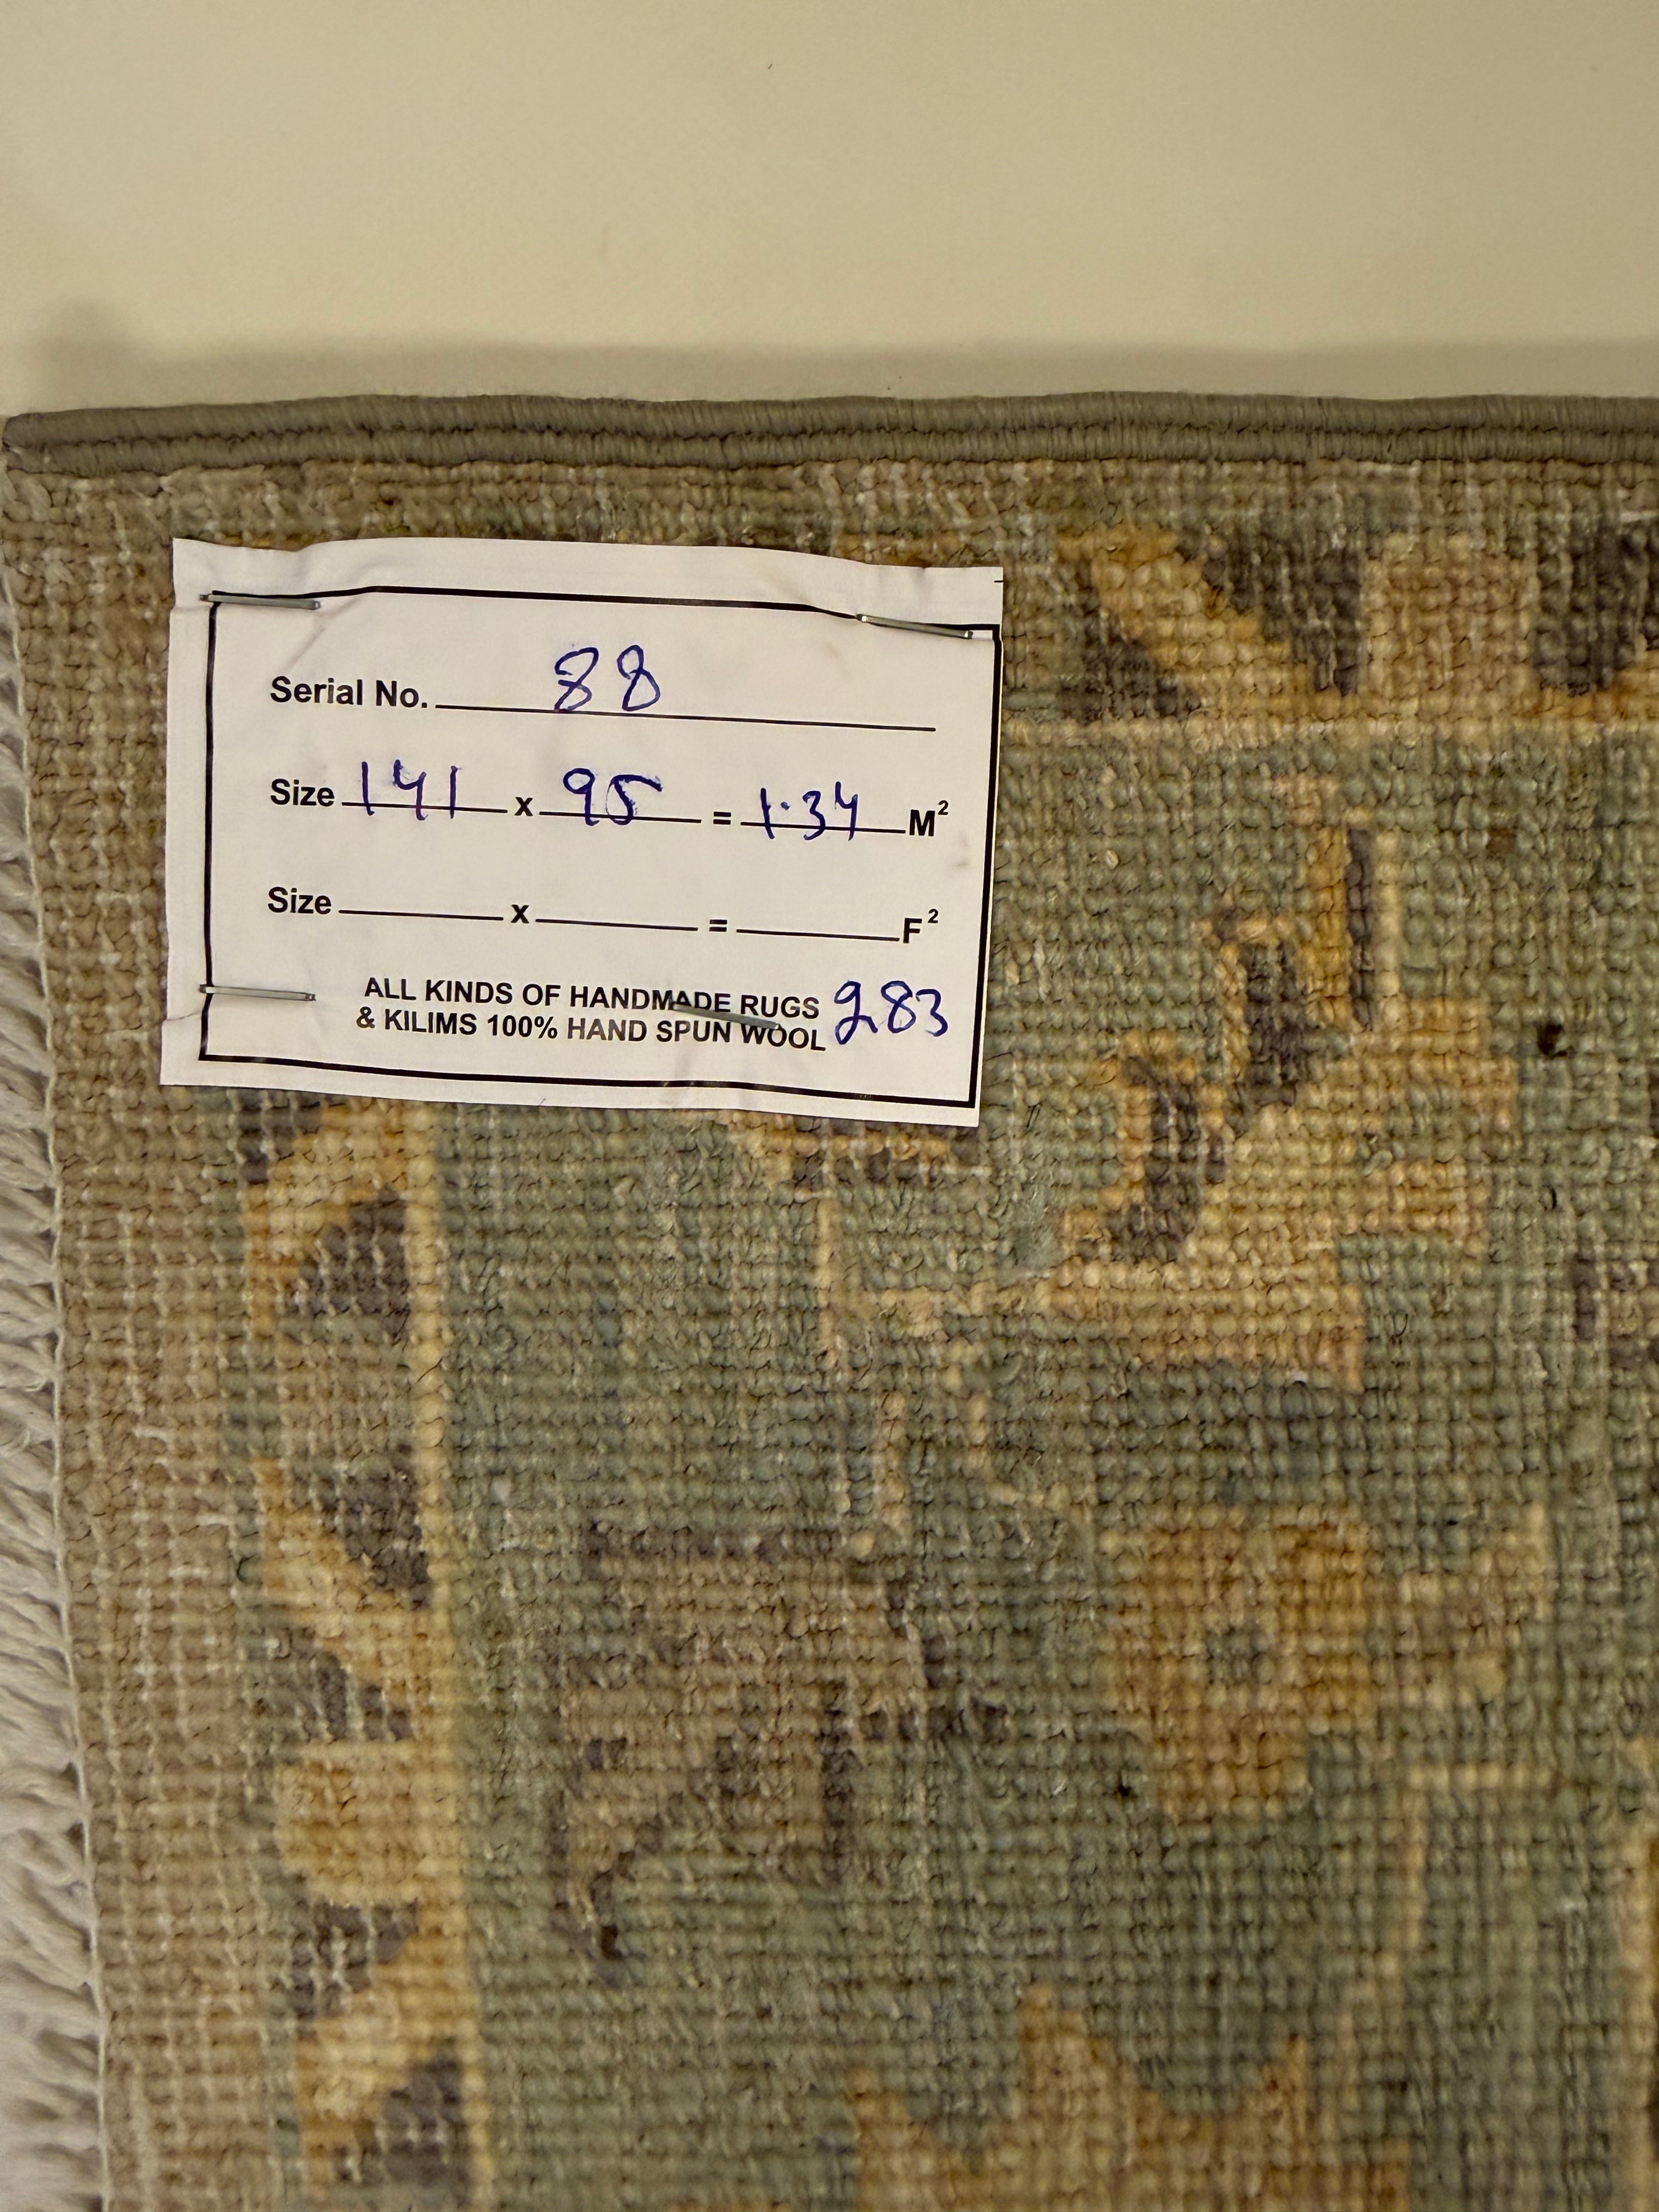 Serial No. 88
Size 141 x 95 = 1.34 M²
Size x = F²
ALL KINDS OF HANDMADE RUGS
& KILIMS 100% HAND SPUN WOOL 283